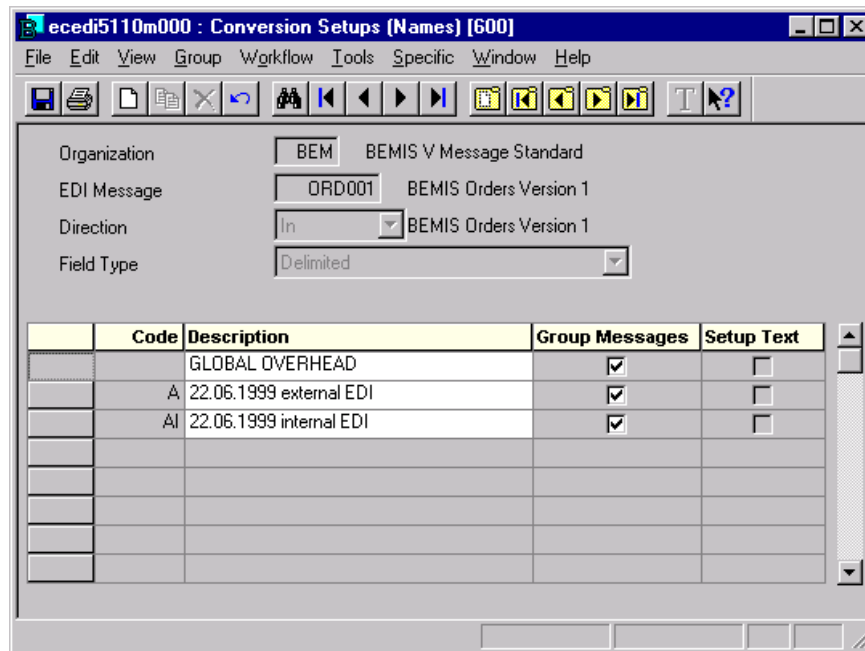 ecedi5110m000 : Conversion Setups (Names) [600]
File Edit View Group Workflow Tools Specific Window Help
Organization BEM BEMIS V Message Standard
EDI Message ORD001 BEMIS Orders Version 1
Direction In BEMIS Orders Version 1
Field Type Delimited
Code Description Group Messages Setup Text
GLOBAL OVERHEAD
A 22.06.1999 external EDI
AI 22.06.1999 internal EDI